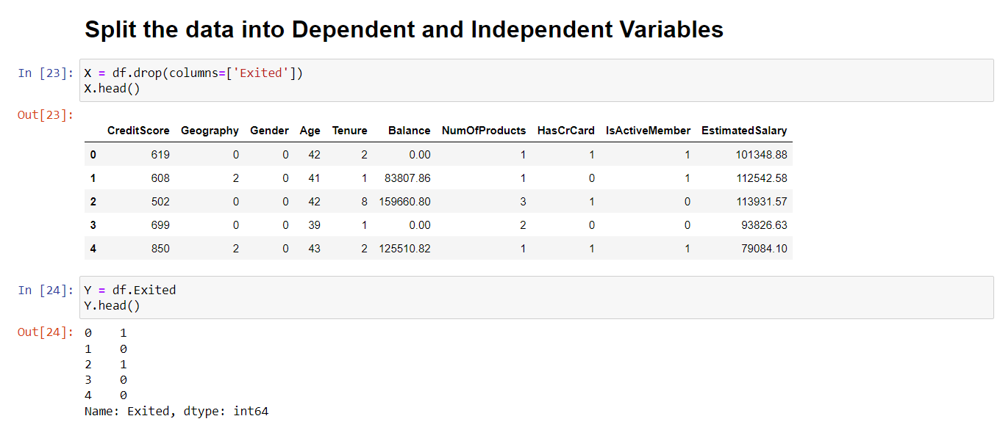 Split the data into Dependent and Independent Variables
In [23]: X = df.drop(columns=['Exited'])
X.head()
Out[23]:
CreditScore Geography Gender Age Tenure Balance NumOfProducts HasCrCard IsActiveMember EstimatedSalary
0 619 0 0 42 2 0.00 1 1 1 101348.88
1 608 2 0 41 1 83807.86 1 0 1 112542.58
2 502 0 0 42 8 159660.80 3 1 0 113931.57
3 699 0 0 39 1 0.00 2 0 0 93826.63
4 850 2 0 43 2 125510.82 1 1 1 79084.10
In [24]: Y = df.Exited
Y.head()
Out[24]: 0 1
1 0
2 1
3 0
4 0
Name: Exited, dtype: int64